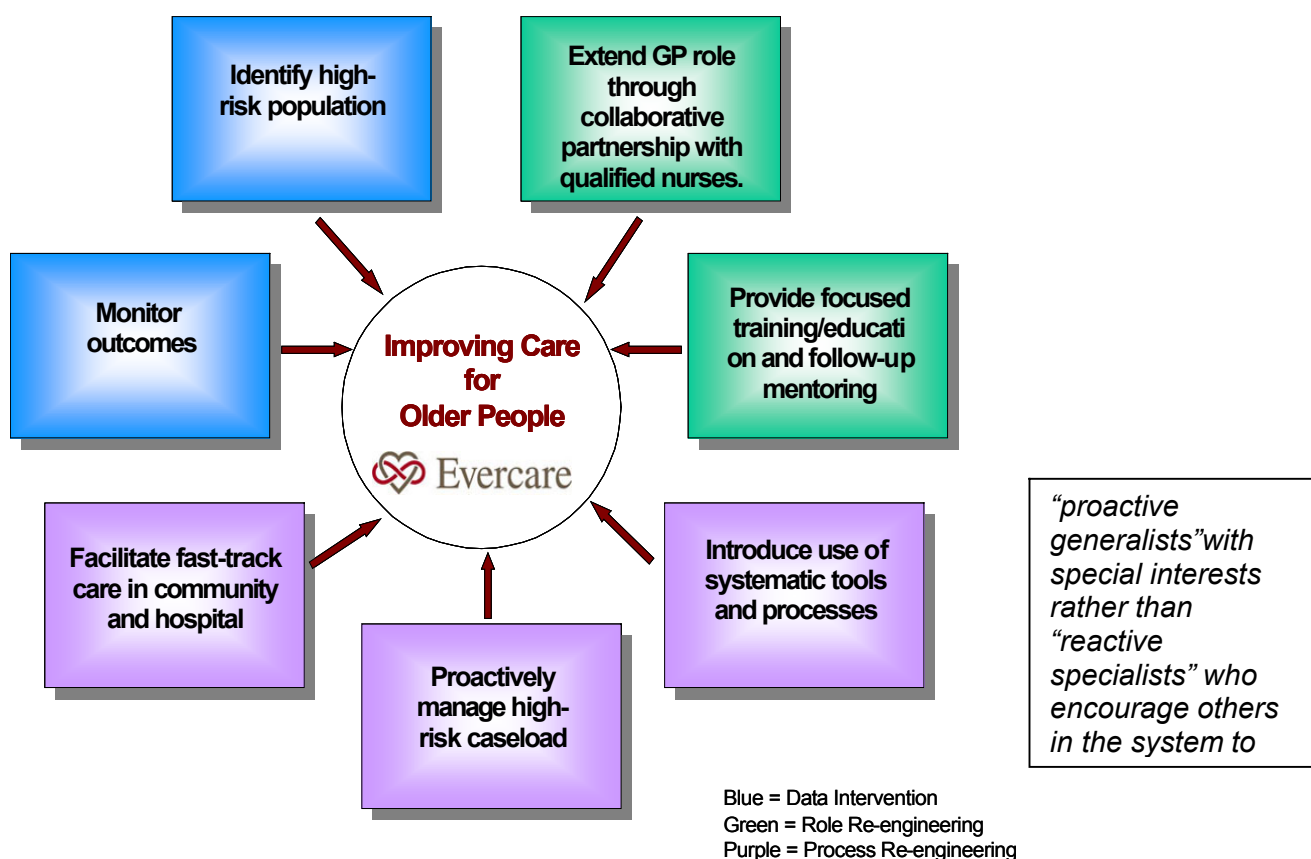 Identify high-
risk population
Extend GP role
through
collaborative
partnership with
qualified nurses.
Monitor
outcomes
Improving Care
for
Older People
Evercare
Provide focused
training/educati
on and follow-up
mentoring
Facilitate fast-track
care in community
and hospital
Proactively
manage high-
risk caseload
Introduce use of
systematic tools
and processes
“proactive
generalists”with
special interests
rather than
“reactive
specialists” who
encourage others
in the system to
Blue = Data Intervention
Green = Role Re-engineering
Purple = Process Re-engineering